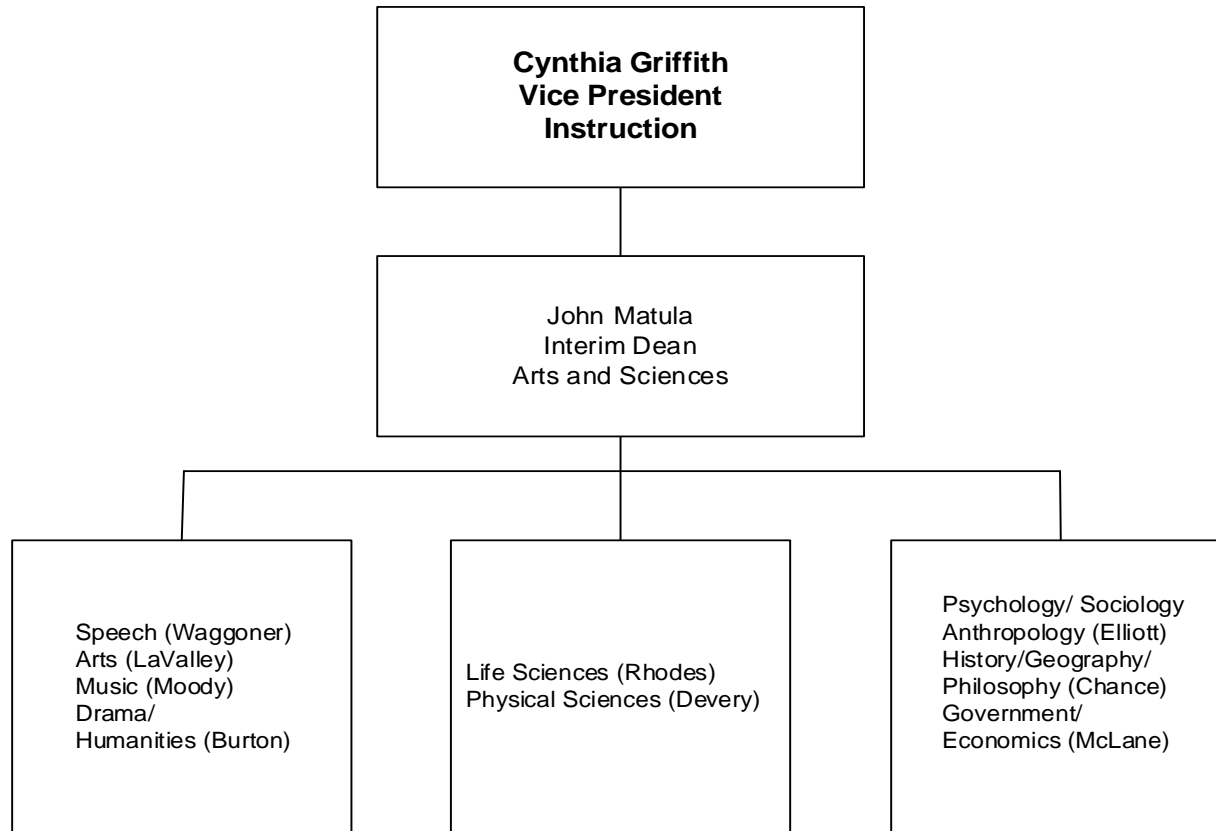 Cynthia Griffith
Vice President
Instruction
John Matula
Interim Dean
Arts and Sciences
Speech (Waggoner)
Arts (LaValley)
Music (Moody)
Drama/
Humanities (Burton)
Life Sciences (Rhodes)
Physical Sciences (Devery)
Psychology/ Sociology
Anthropology (Elliott)
History/Geography/
Philosophy (Chance)
Government/
Economics (McLane)